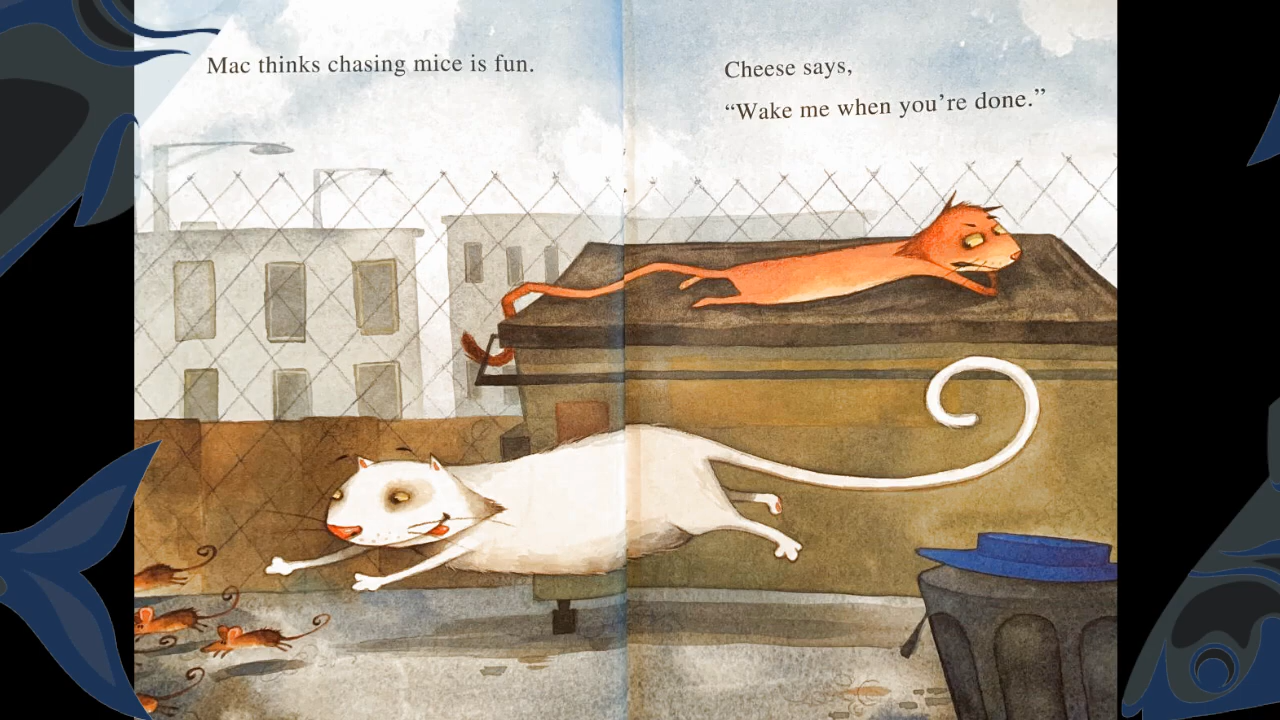 Mac thinks chasing mice is fun.
Cheese says,
“Wake me when you’re done.”